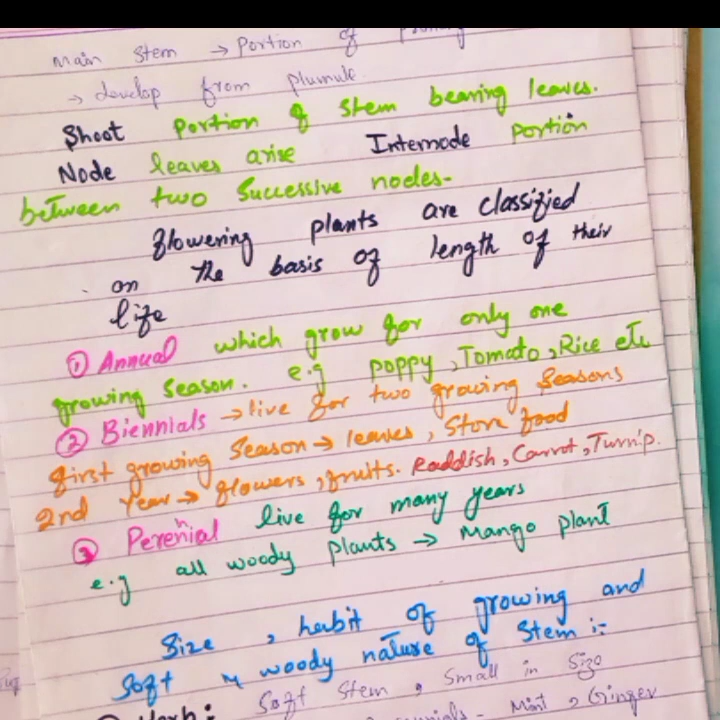 main stem → Portion of
→ develop from plumule.
Shoot portion of stem bearing leaves.
Node leaves arise Internode portion
between two Successive nodes-
flowering plants are classified
on the basis of length of their
life
① Annual which grow for only one
growing season. e.g poppy, Tomato, Rice etc
② Biennials → live for two growing Seasons
first growing Season → leaves, Store food
2nd Year → flowers, fruits. Raddish, Carrot, Turnip.
③ Perennial live for many years
e.g all woody plants → Mango plant
Size, habit of growing and
Soft woody nature of Stem :-
Herb: Soft Stem, Small in Size
Mint, Ginger